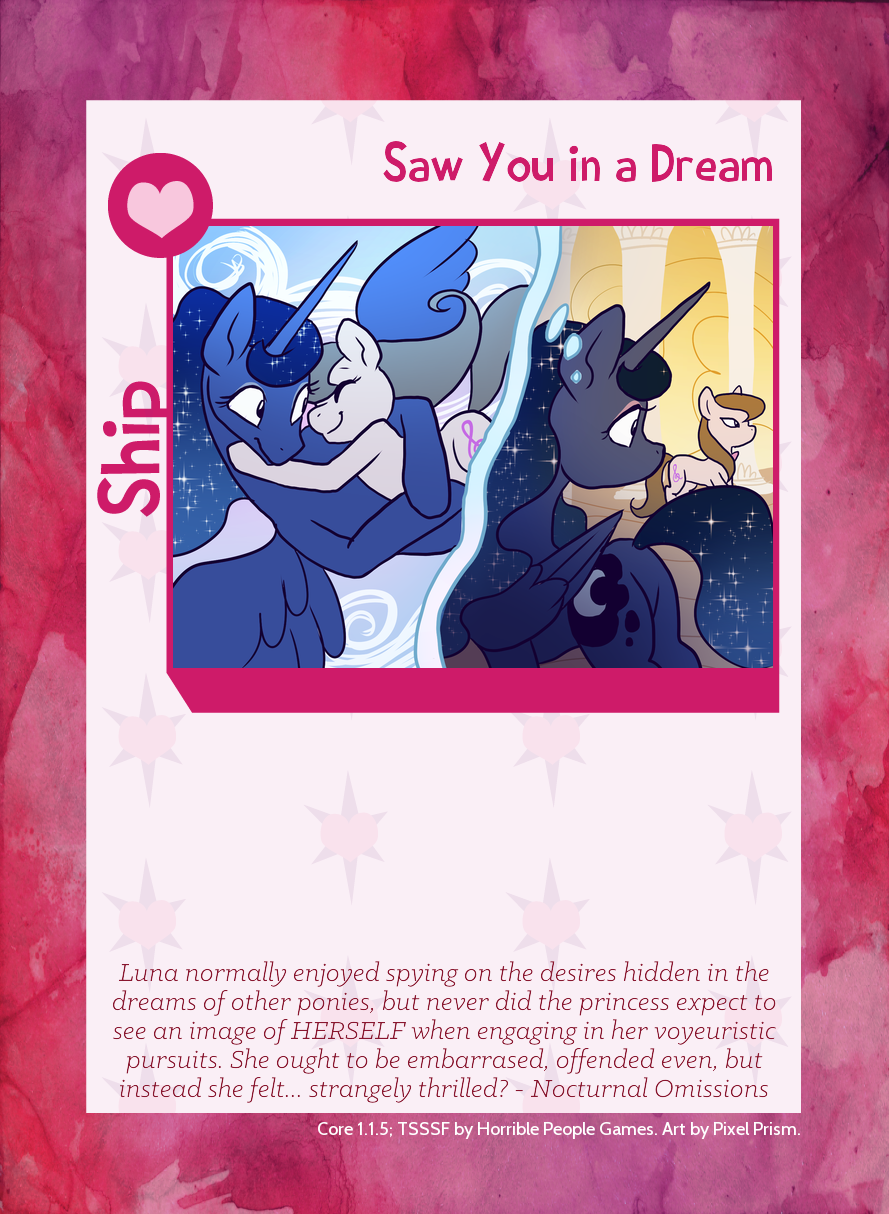 Saw You in a Dream
Ship
Luna normally enjoyed spying on the desires hidden in the
dreams of other ponies, but never did the princess expect to
see an image of HERSELF when engaging in her voyeuristic
pursuits. She ought to be embarrased, offended even, but
instead she felt... strangely thrilled? - Nocturnal Omissions
Core 1.1.5; TSSSF by Horrible People Games. Art by Pixel Prism.